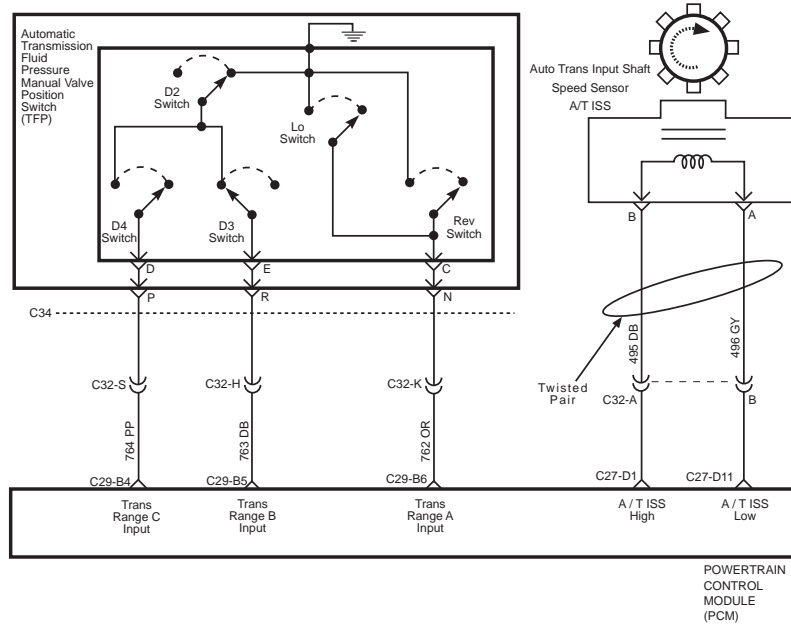 Automatic
Transmission
Fluid
Pressure
Manual Valve
Position
Switch
(TFP)
D2
Switch
Lo
Switch
D4
Switch
D3
Switch
Rev
Switch
D
E
C
P
R
N
C34
C32-S
C32-H
C32-K
764 PP
763 DB
762 OR
C29-B4
C29-B5
C29-B6
Trans
Range C
Input
Trans
Range B
Input
Trans
Range A
Input
Auto Trans Input Shaft
Speed Sensor
A/T ISS
B
A
495 DB
496 GY
Twisted
Pair
C32-A
B
C27-D1
C27-D11
A / T ISS
High
A / T ISS
Low
POWERTRAIN
CONTROL
MODULE
(PCM)